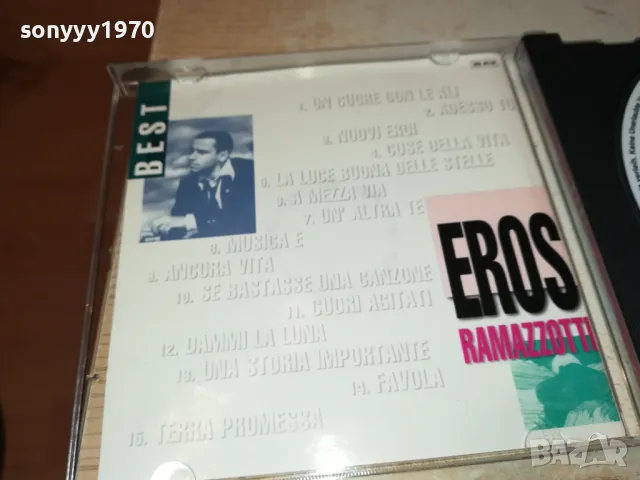 sonyyy1970
BEST
1. UN CUORE CON LE ALI
2. ADESSO TU
3. NUOVI EROI
4. COSE DELLA VITA
5. LA LUCE BUONA DELLE STELLE
6. A MEZZA VIA
7. UN' ALTRA TE
8. MUSICA E
9. ANCORA VITA
10. SE BASTASSE UNA CANZONE
11. CUORI AGITATI
12. DAMMI LA LUNA
13. UNA STORIA IMPORTANTE
14. FAVOLA
15. TERRA PROMESSA
EROS
RAMAZZOTTI
BAZAR